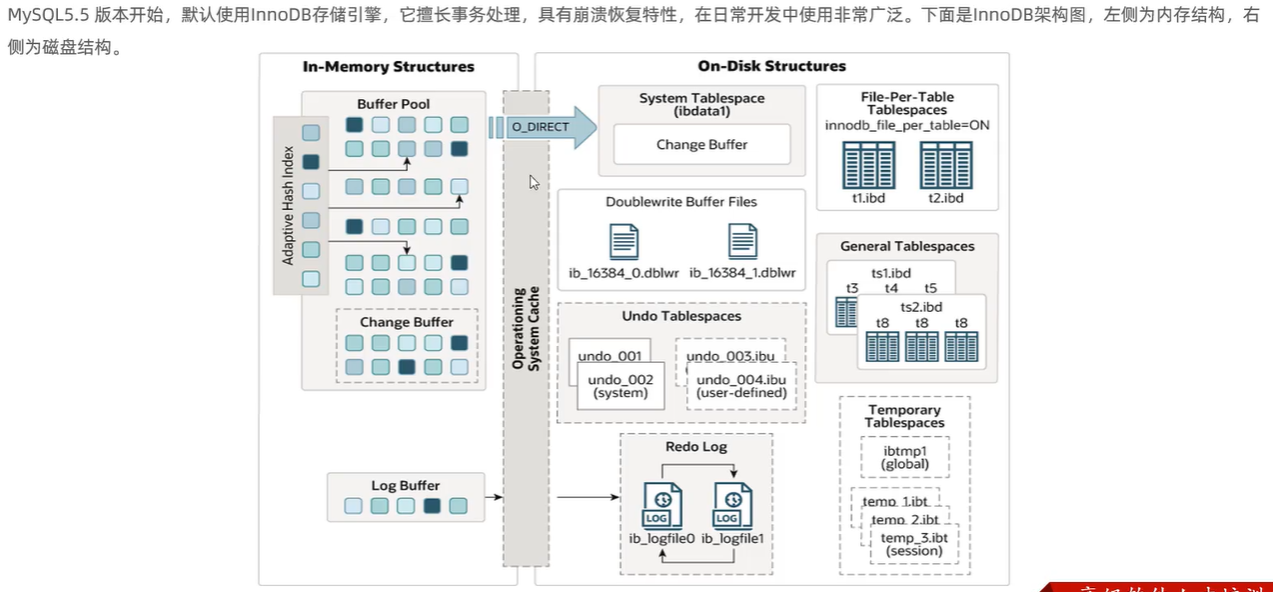 MySQL5.5 版本开始，默认使用InnoDB存储引擎，它擅长事务处理，具有崩溃恢复特性，在日常开发中使用非常广泛。下面是InnoDB架构图，左侧为内存结构，右
侧为磁盘结构。
In-Memory Structures
Buffer Pool
Adaptive Hash Index
Change Buffer
Log Buffer
Operationing
System Cache
O_DIRECT
On-Disk Structures
System Tablespace
(ibdata1)
Change Buffer
Doublewrite Buffer Files
ib_16384_0.dblwr ib_16384_1.dblwr
Undo Tablespaces
undo_001
undo_002
(system)
undo_003.ibu
undo_004.ibu
(user-defined)
Redo Log
LOG LOG
ib_logfile0 ib_logfile1
File-Per-Table
Tablespaces
innodb_file_per_table=ON
t1.ibd t2.ibd
General Tablespaces
ts1.ibd
t3 t4 t5
ts2.ibd
t8 t8 t8
Temporary
Tablespaces
ibtmp1
(global)
temp_1.ibt
temp_2.ibt
temp_3.ibt
(session)